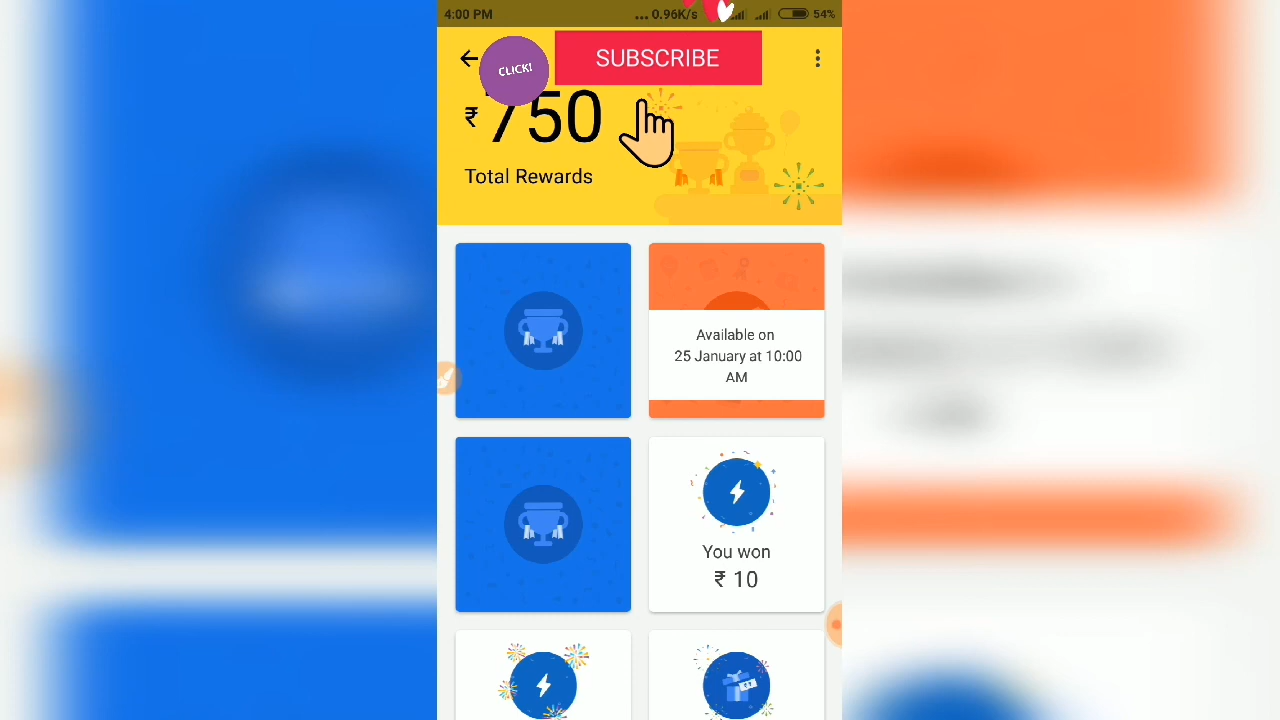 4:00 PM
...0.96K/s
54%
CLICK!
SUBSCRIBE
₹ 750
Total Rewards
Available on
25 January at 10:00
AM
You won
₹ 10